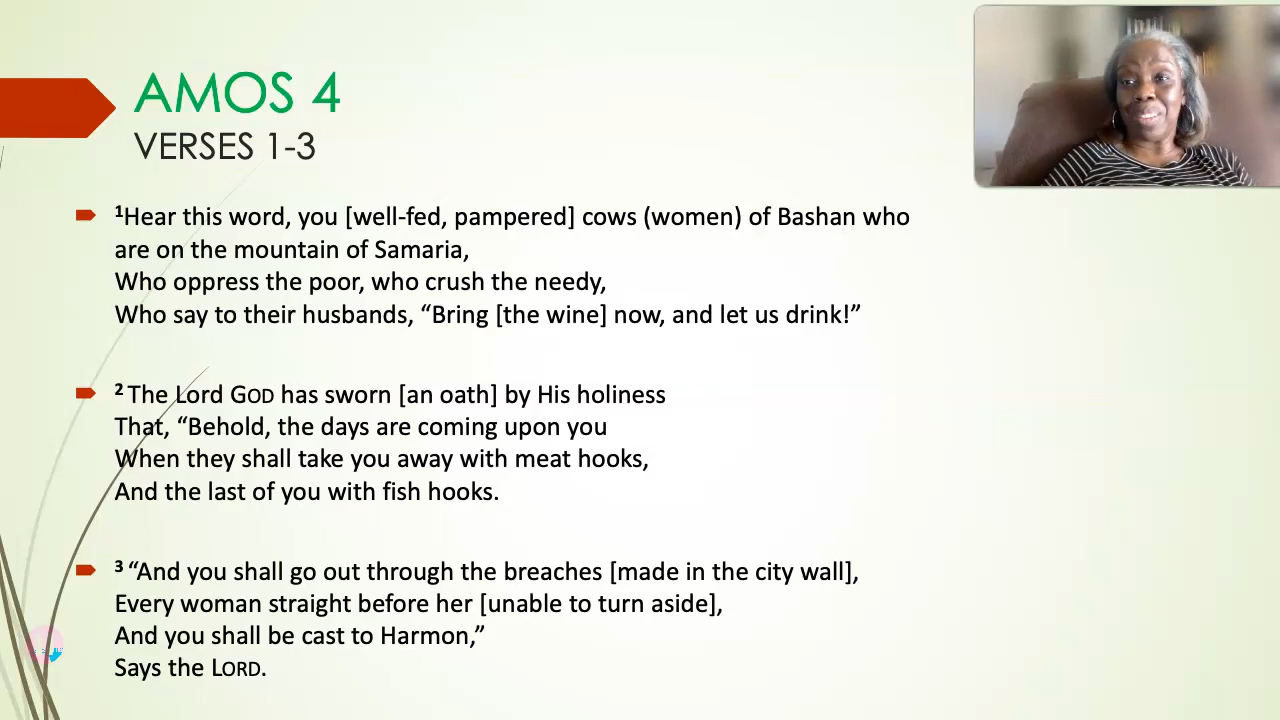 AMOS 4
VERSES 1-3
¹Hear this word, you [well-fed, pampered] cows (women) of Bashan who
are on the mountain of Samaria,
Who oppress the poor, who crush the needy,
Who say to their husbands, “Bring [the wine] now, and let us drink!”
² The Lord GOD has sworn [an oath] by His holiness
That, “Behold, the days are coming upon you
When they shall take you away with meat hooks,
And the last of you with fish hooks.
³ “And you shall go out through the breaches [made in the city wall],
Every woman straight before her [unable to turn aside],
And you shall be cast to Harmon,”
Says the LORD.